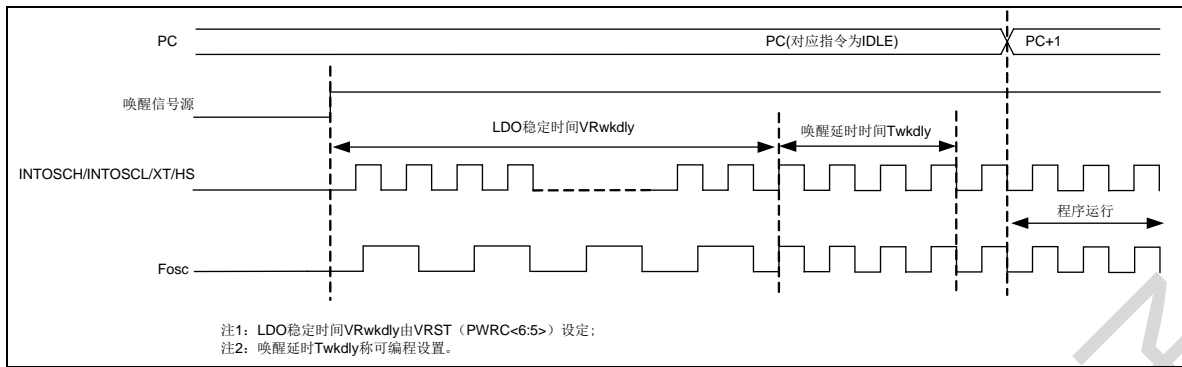 PC
PC(对应指令为IDLE)
PC+1
唤醒信号源
LDO稳定时间VRwkdly
唤醒延时时间Twkdly
INTOSCH/INTOSCL/XT/HS
程序运行
Fosc
注1：LDO稳定时间VRwkdly由VRST（PWRC<6:5>）设定;
注2：唤醒延时Twkdly称可编程设置。